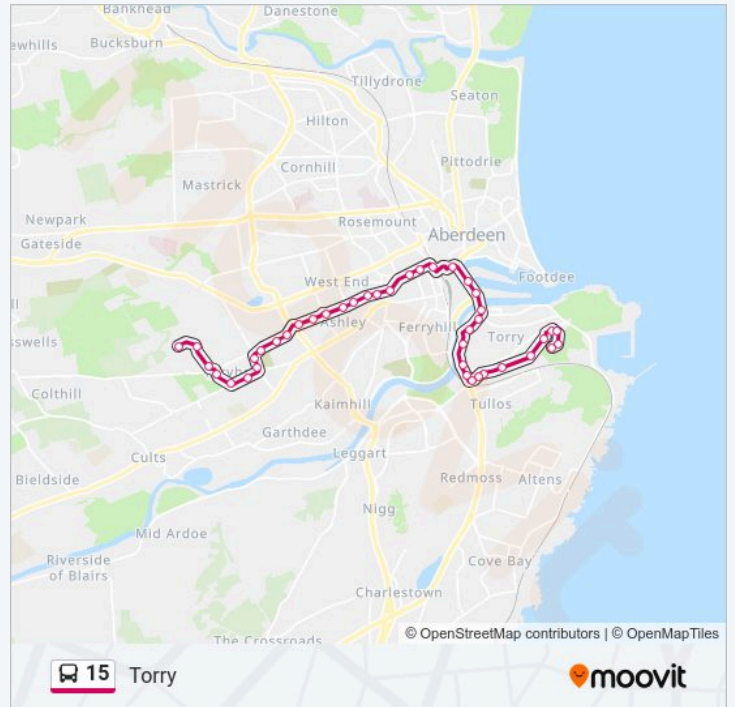 Bankhead
Danestone
ewhills
Bucksburn
Tillydrone
Seaton
Hilton
Cornhill
Pittodrie
Mastrick
Newpark
Rosemount
Gateside
Aberdeen
West End
Footdee
ll
Ashley
Ferryhill
Torry
sswells
Colthill
Kaimhill
Tullos
Garthdee
Cults
Leggart
Bieldside
Redmoss
Altens
Nigg
Mid Ardoe
Riverside
of Blairs
Cove Bay
Charlestown
The Crossroads
© OpenStreetMap contributors | © OpenMapTiles
15 Torry
moovit